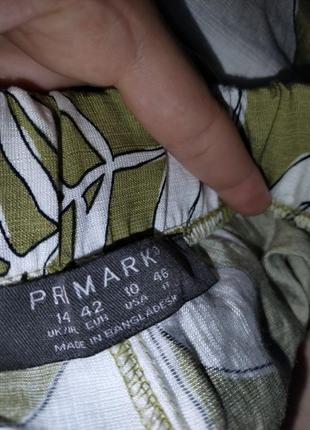 PRIMARK
14 42 10 46
UK/IR EUR USA IT
MADE IN BANGLADESH